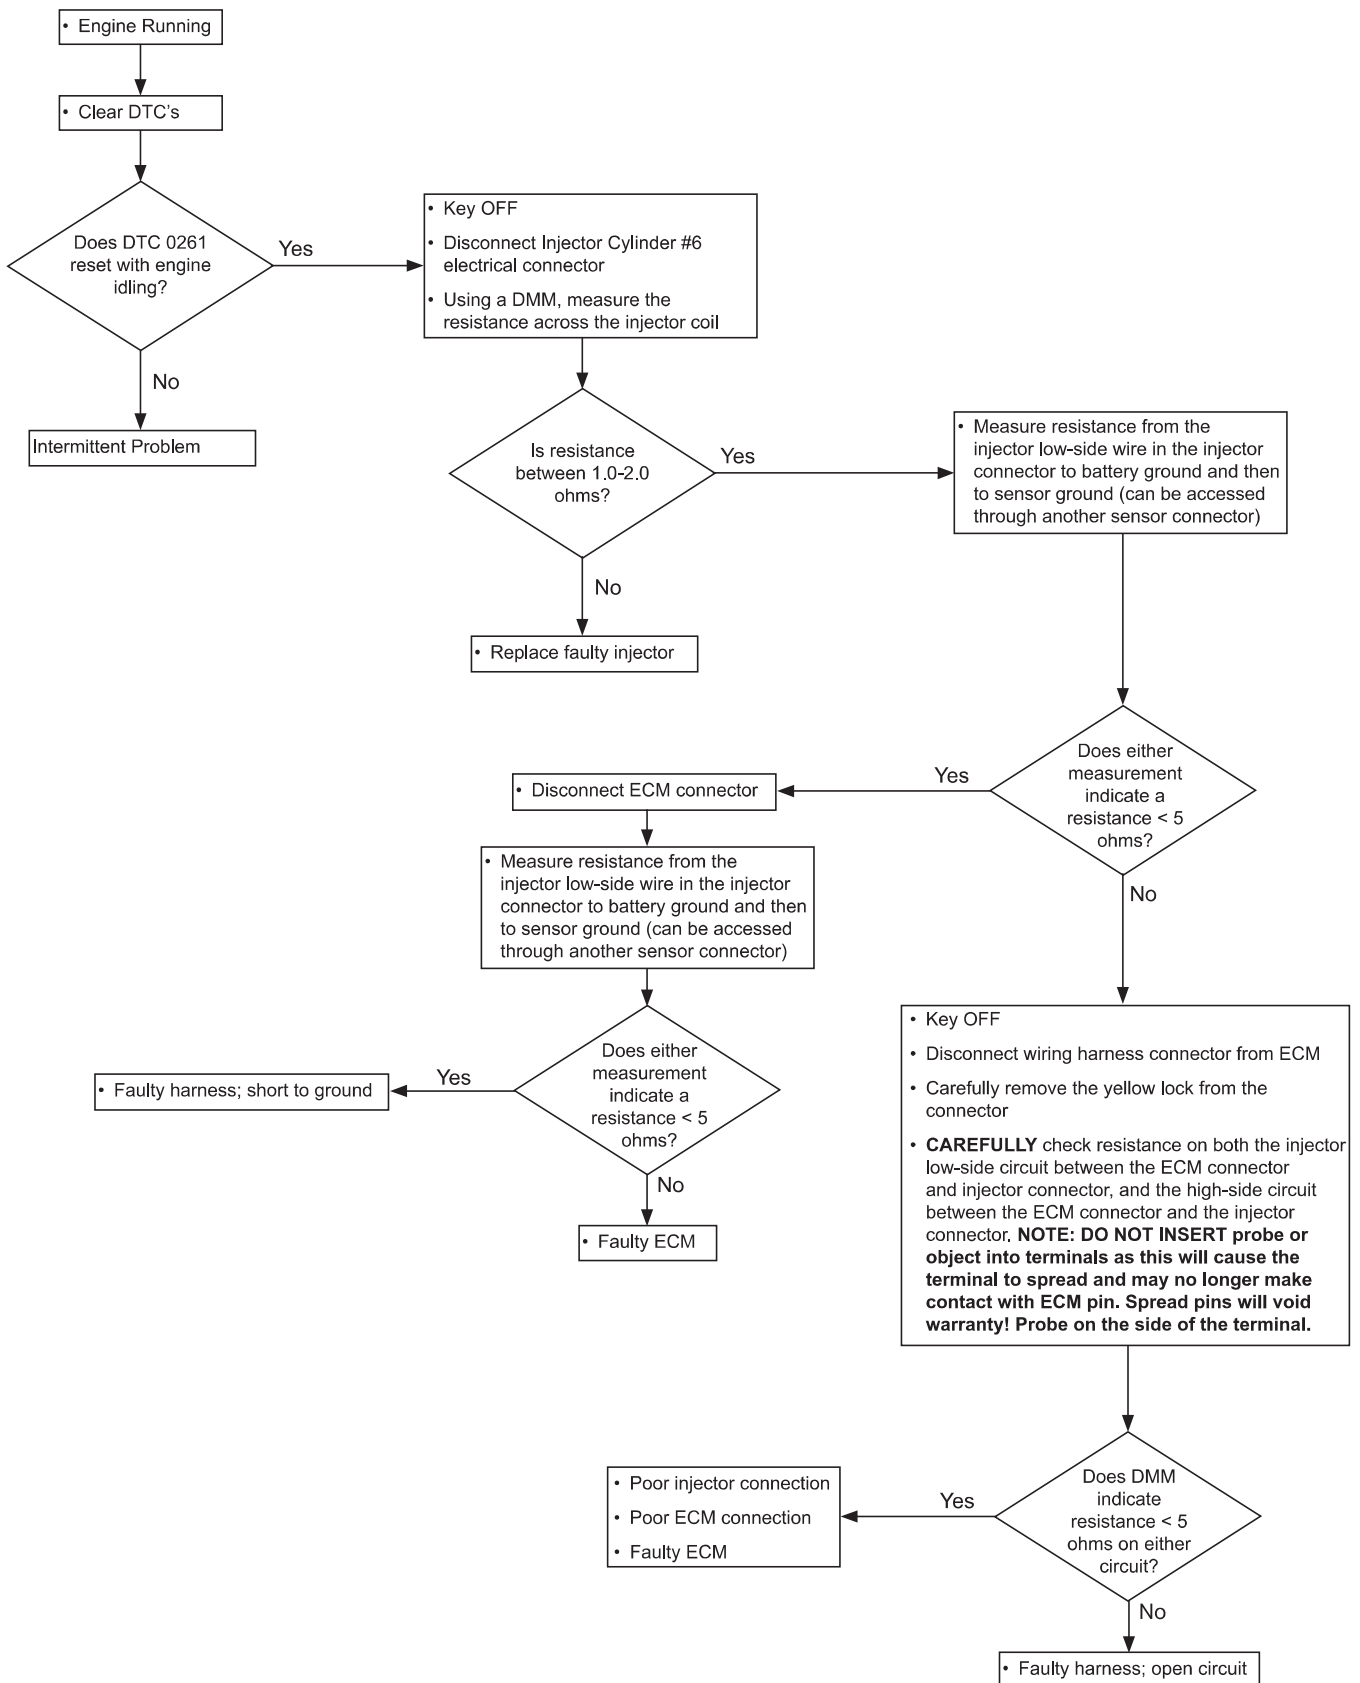 • Engine Running
• Clear DTC's
Does DTC 0261
reset with engine
idling?
Yes
No
Intermittent Problem
• Key OFF
• Disconnect Injector Cylinder #6
electrical connector
• Using a DMM, measure the
resistance across the injector coil
Is resistance
between 1.0-2.0
ohms?
Yes
No
• Replace faulty injector
• Measure resistance from the
injector low-side wire in the injector
connector to battery ground and then
to sensor ground (can be accessed
through another sensor connector)
Does either
measurement
indicate a
resistance < 5
ohms?
Yes
No
• Disconnect ECM connector
• Measure resistance from the
injector low-side wire in the injector
connector to battery ground and then
to sensor ground (can be accessed
through another sensor connector)
Does either
measurement
indicate a
resistance < 5
ohms?
Yes
• Faulty harness; short to ground
No
• Faulty ECM
• Key OFF
• Disconnect wiring harness connector from ECM
• Carefully remove the yellow lock from the
connector
• CAREFULLY check resistance on both the injector
low-side circuit between the ECM connector
and injector connector, and the high-side circuit
between the ECM connector and the injector
connector. NOTE: DO NOT INSERT probe or
object into terminals as this will cause the
terminal to spread and may no longer make
contact with ECM pin. Spread pins will void
warranty! Probe on the side of the terminal.
Does DMM
indicate
resistance < 5
ohms on either
circuit?
Yes
• Poor injector connection
• Poor ECM connection
• Faulty ECM
No
• Faulty harness; open circuit